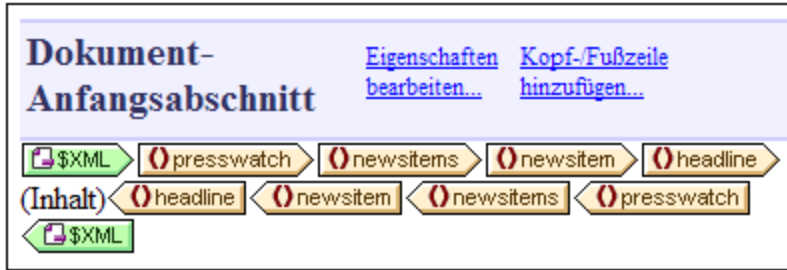 Dokument- Eigenschaften Kopf-/Fußzeile
Anfangsabschnitt bearbeiten... hinzufügen...
$XML ()presswatch ()newsitems ()newsitem ()headline
(Inhalt) ()headline ()newsitem ()newsitems ()presswatch
$XML